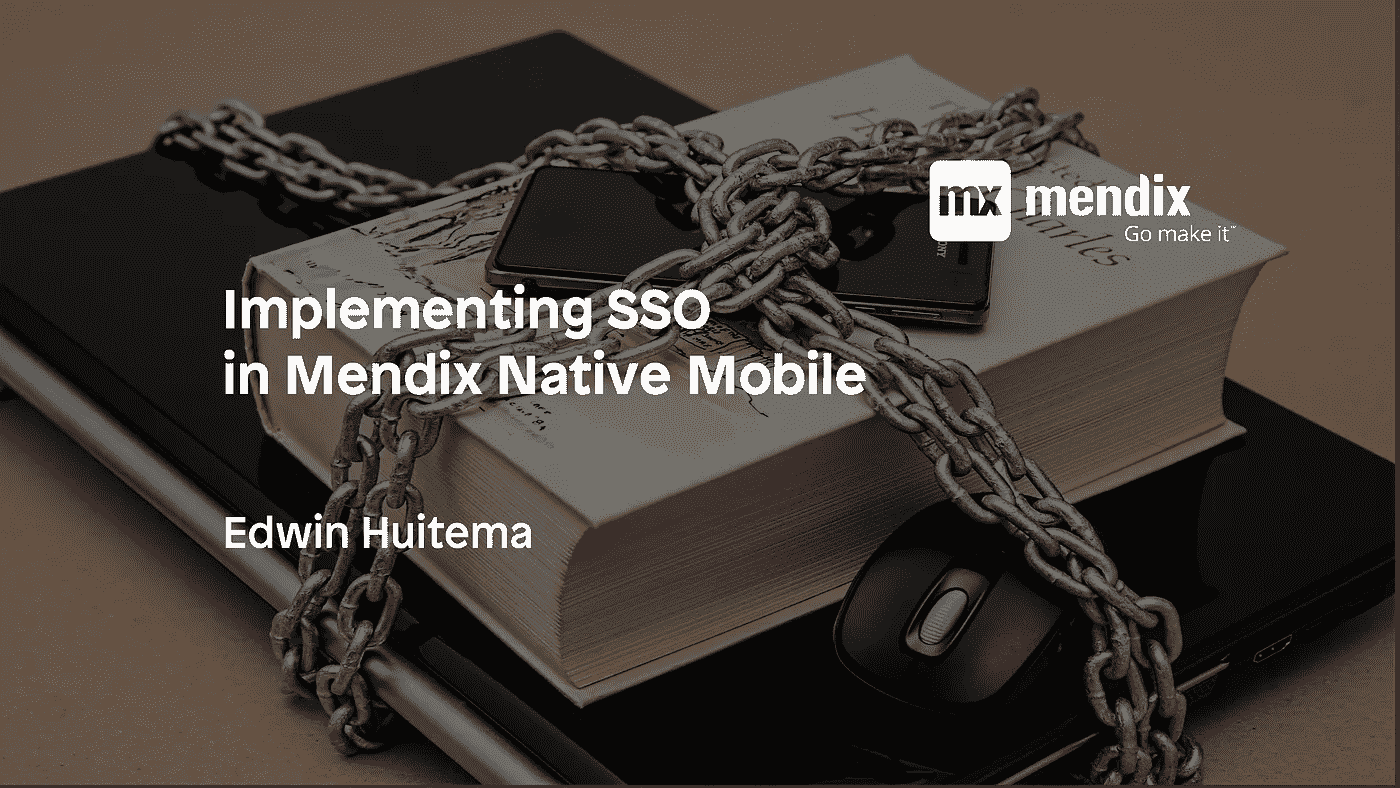 mx mendix
Go make it™
Implementing SSO
in Mendix Native Mobile
Edwin Huitema